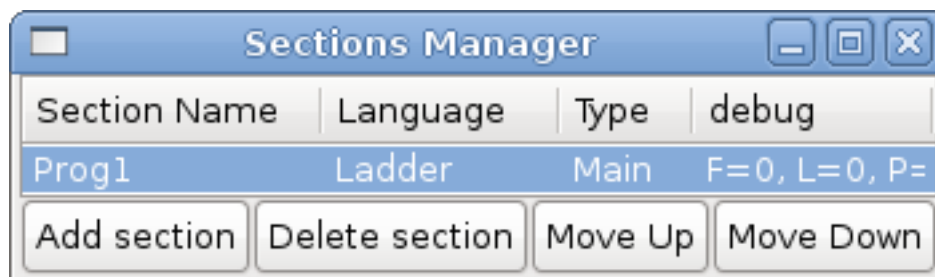 Sections Manager
Section Name Language Type debug
Prog1 Ladder Main F=0, L=0, P=
Add section Delete section Move Up Move Down